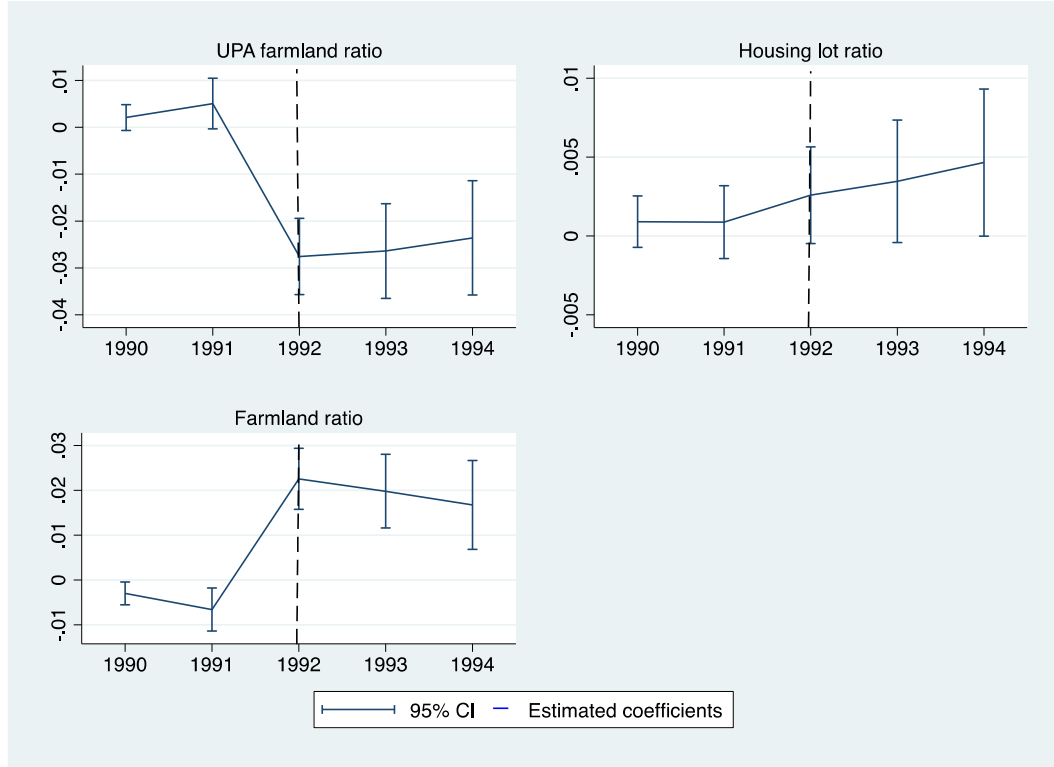 UPA farmland ratio
.01
0
-.01
-.02
-.03
-.04
1990 1991 1992 1993 1994
Housing lot ratio
.01
.005
0
-.005
1990 1991 1992 1993 1994
Farmland ratio
.03
.02
.01
0
-.01
1990 1991 1992 1993 1994
95% CI Estimated coefficients